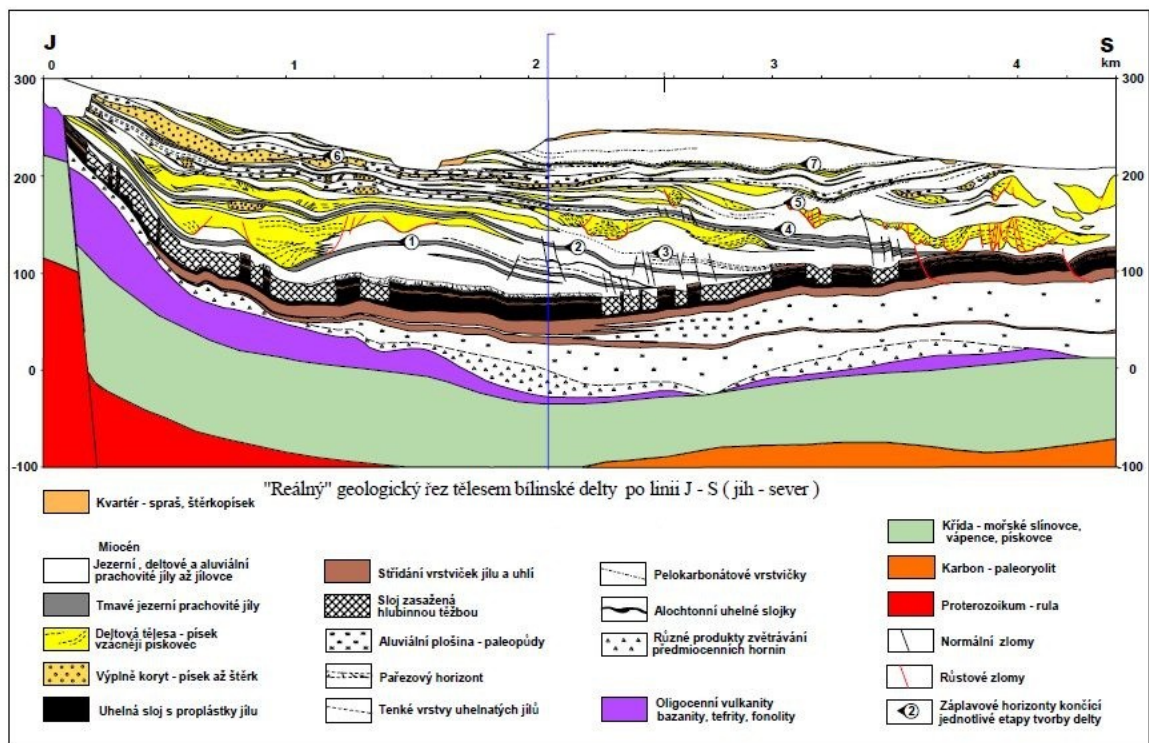 J
S
0
1
2
3
4
km
300
300
6
7
200
200
5
4
1
2
3
100
100
0
0
-100
-100
"Reálný" geologický řez tělesem bílinské delty po linii J - S ( jih - sever )
Kvartér - spraš, štěrkopísek
Miocén
Jezerní , deltové a aluviální
prachovité jíly až jílovce
Tmavé jezerní prachovité jíly
Deltová tělesa - písek
vzácněji pískovec
Výplně koryt - písek až štěrk
Uhelná sloj s proplástky jílu
Střídání vrstviček jílu a uhlí
Sloj zasažená
hlubinnou těžbou
Aluviální plošina - paleopůdy
Pařezový horizont
Tenké vrstvy uhelnatých jílů
Pelokarbonátové vrstvičky
Alochtonní uhelné slojky
Různé produkty zvětrávání
předmiocenních hornin
Oligocenní vulkanity
bazanity, tefrity, fonolity
Křída - mořské slínovce,
vápence, pískovce
Karbon - paleoryolit
Proterozoikum - rula
Normální zlomy
Růstové zlomy
2
Záplavové horizonty končící
jednotlivé etapy tvorby delty